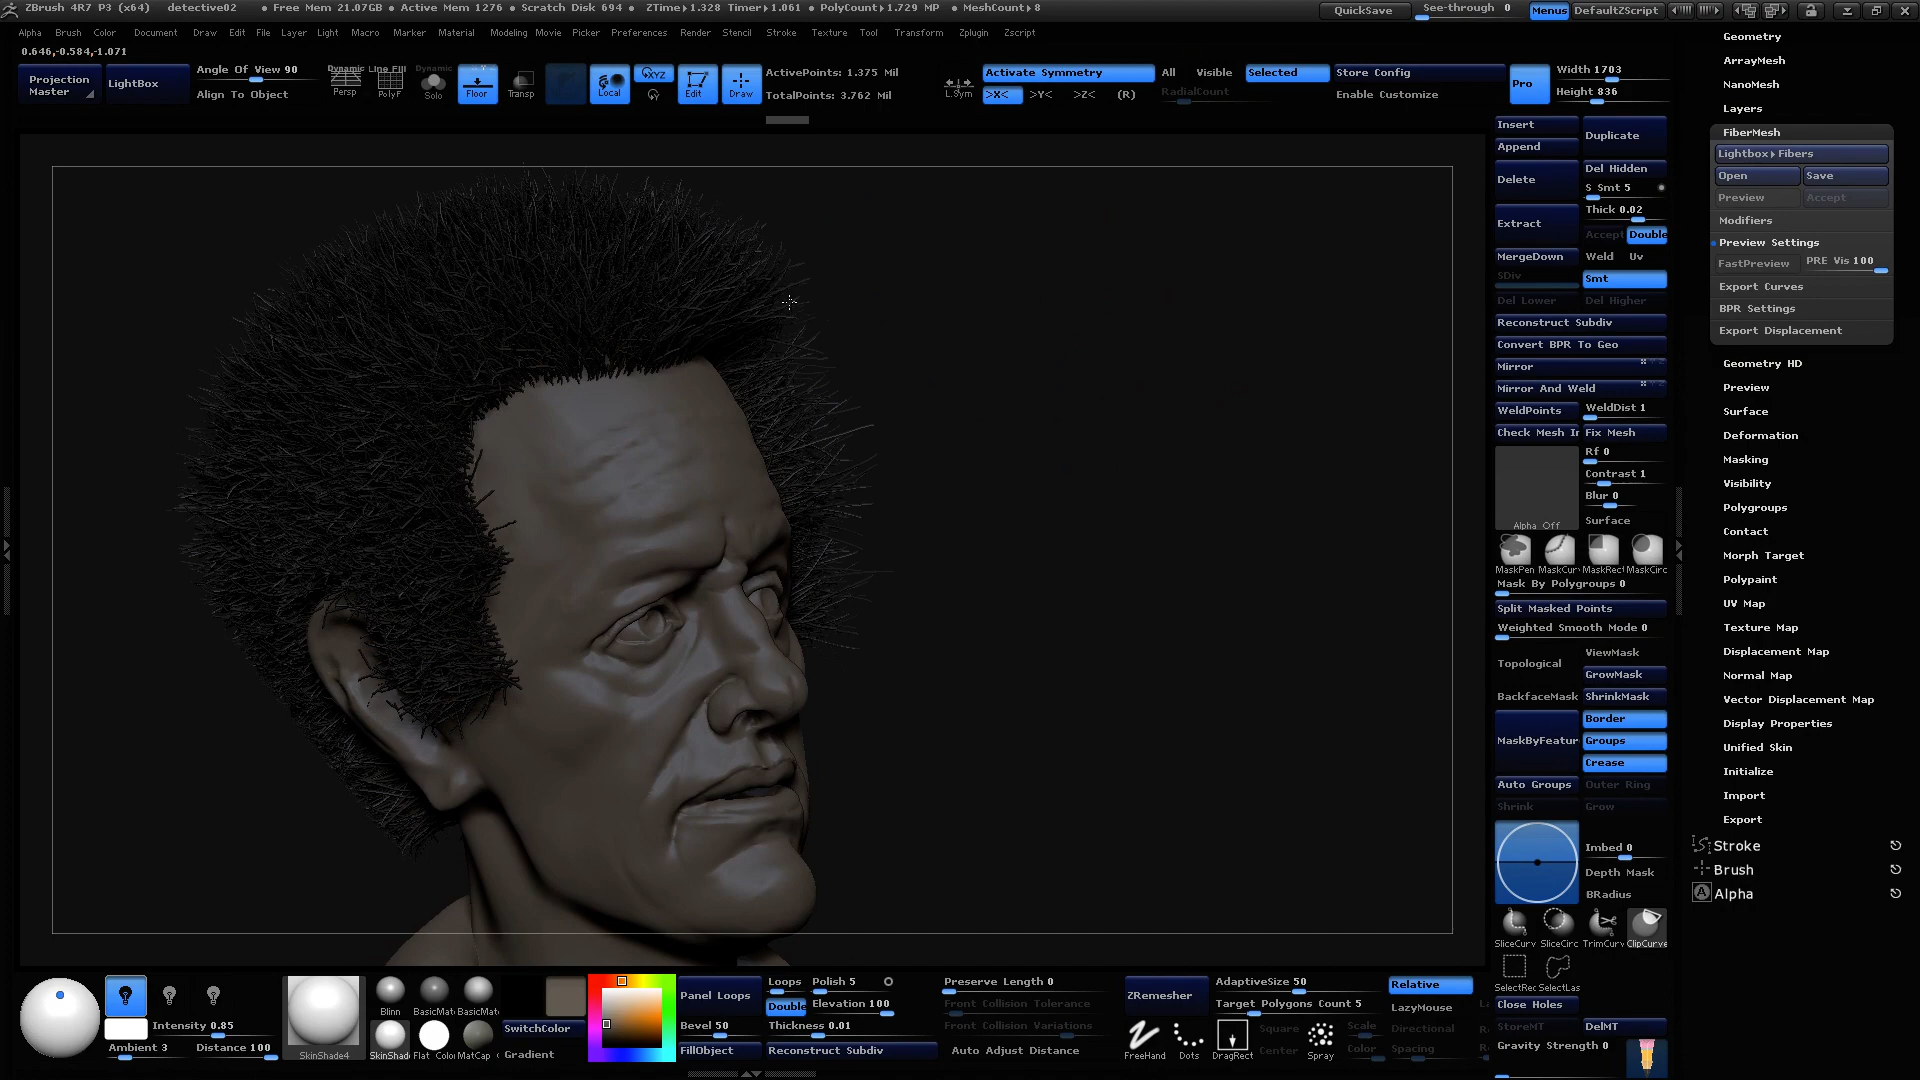 ZBrush 4R7 P3 (x64) detective02 • Free Mem 21.07GB • Active Mem 1276 • Scratch Disk 694 • ZTime▸1.328 Timer▸1.061 • PolyCount▸1.729 MP • MeshCount▸8 QuickSave See-through 0 Menus DefaultZScript
Alpha Brush Color Document Draw Edit File Layer Light Macro Marker Material Modeling Movie Picker Preferences Render Stencil Stroke Texture Tool Transform Zplugin Zscript
0.646,-0.584,-1.071
Projection Master
LightBox
Angle Of View 90
Align To Object
Dynamic
Persp
Line Fill
PolyF
Dynamic
Solo
Floor
Transp
Local
XYZ
Edit
Draw
ActivePoints: 1.375 Mil
TotalPoints: 3.762 Mil
L.Sym
Activate Symmetry
>X< >Y< >Z< (R)
All Visible Selected
RadialCount
Store Config
Enable Customize
Pro
Width 1703
Height 836
Insert
Append
Duplicate
Delete
Del Hidden
S Smt 5
Extract
Thick 0.02
Accept Double
MergeDown Weld Uv
SDiv Smt
Del Lower Del Higher
Reconstruct Subdiv
Convert BPR To Geo
Mirror
Mirror And Weld
WeldPoints WeldDist 1
Check Mesh In Fix Mesh
Rf 0
Contrast 1
Blur 0
Surface
Alpha Off
MaskPen MaskCur MaskRec MaskCirc
Mask By Polygroups 0
Split Masked Points
Weighted Smooth Mode 0
Topological
ViewMask
GrowMask
BackfaceMask ShrinkMask
MaskByFeatur
Border
Groups
Crease
Auto Groups Outer Ring
Shrink Grow
Imbed 0
Depth Mask
BRadius
SliceCurv SliceCirc TrimCurv ClipCurve
SelectRec SelectLas
Close Holes
StoreMT DelMT
Gravity Strength 0
Geometry
ArrayMesh
NanoMesh
Layers
FiberMesh
Lightbox▸Fibers
Open Save
Preview Accept
Modifiers
Preview Settings
FastPreview PRE Vis 100
Export Curves
BPR Settings
Export Displacement
Geometry HD
Preview
Surface
Deformation
Masking
Visibility
Polygroups
Contact
Morph Target
Polypaint
UV Map
Texture Map
Displacement Map
Normal Map
Vector Displacement Map
Display Properties
Unified Skin
Initialize
Import
Export
Stroke
Brush
A Alpha
Intensity 0.85
Ambient 3 Distance 100
SkinShade4
Blinn BasicMat BasicMat
SkinShad Flat Colo MatCap
SwitchColor
Gradient
Panel Loops
Loops Polish 5
Double Elevation 100
Bevel 50 Thickness 0.01
FillObject Reconstruct Subdiv
Preserve Length 0
Front Collision Tolerance
Front Collision Variations
Auto Adjust Distance
ZRemesher
AdaptiveSize 50
Target Polygons Count 5
Relative
LazyMouse
FreeHand Dots DragRect Spray
Square
Center
Scale
Color
Directional
Spacing